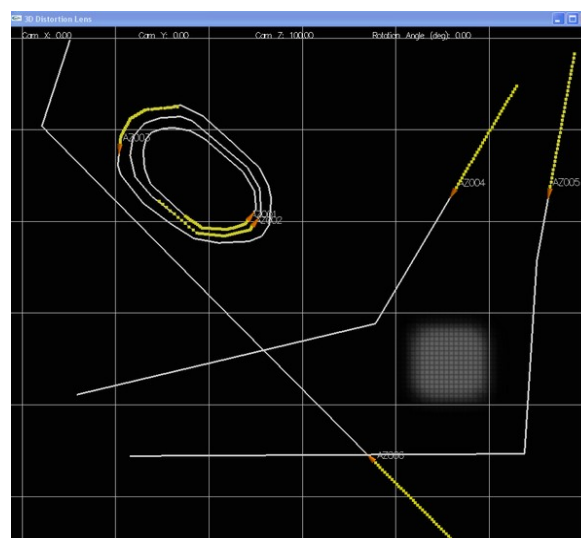 3D Distortion Lens
Cam X: 0.00 Cam Y: 0.00 Cam Z: 100.00 Rotation Angle (deg): 0.00
AZ003
AZ004
AZ005
AZ002
AZ006